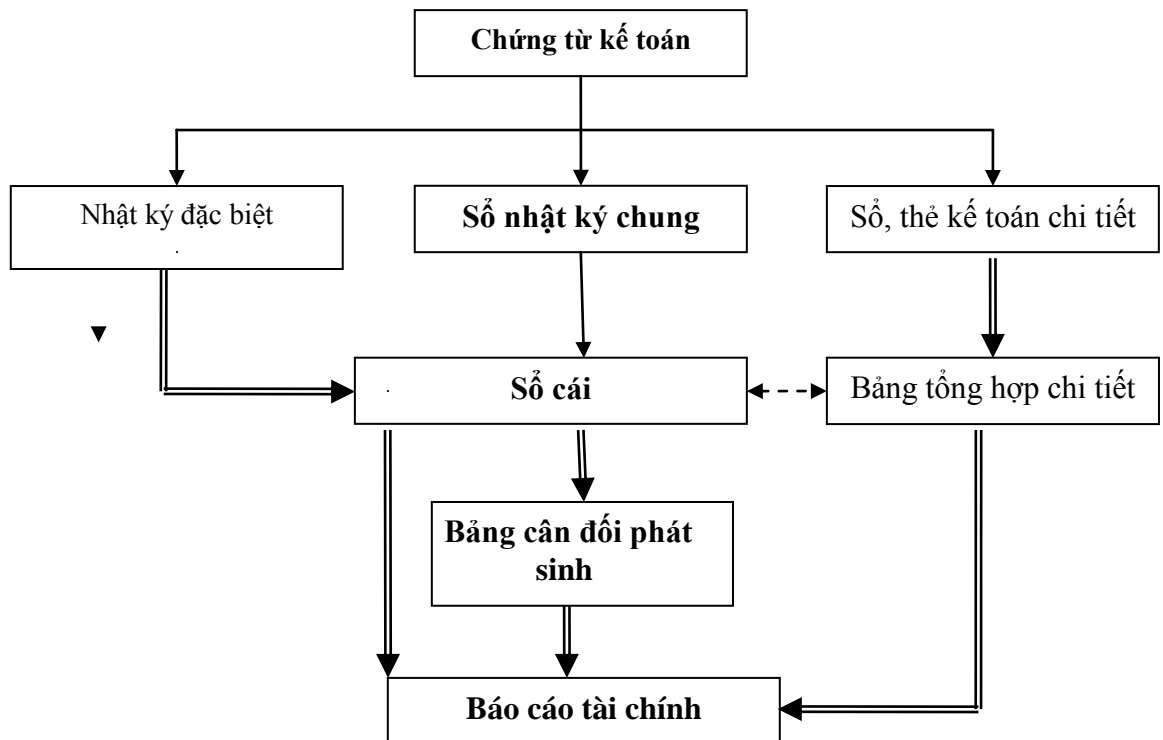 Chứng từ kế toán
Nhật ký đặc biệt
Sổ nhật ký chung
Sổ, thẻ kế toán chi tiết
Sổ cái
Bảng tổng hợp chi tiết
Bảng cân đối phát
sinh
Báo cáo tài chính